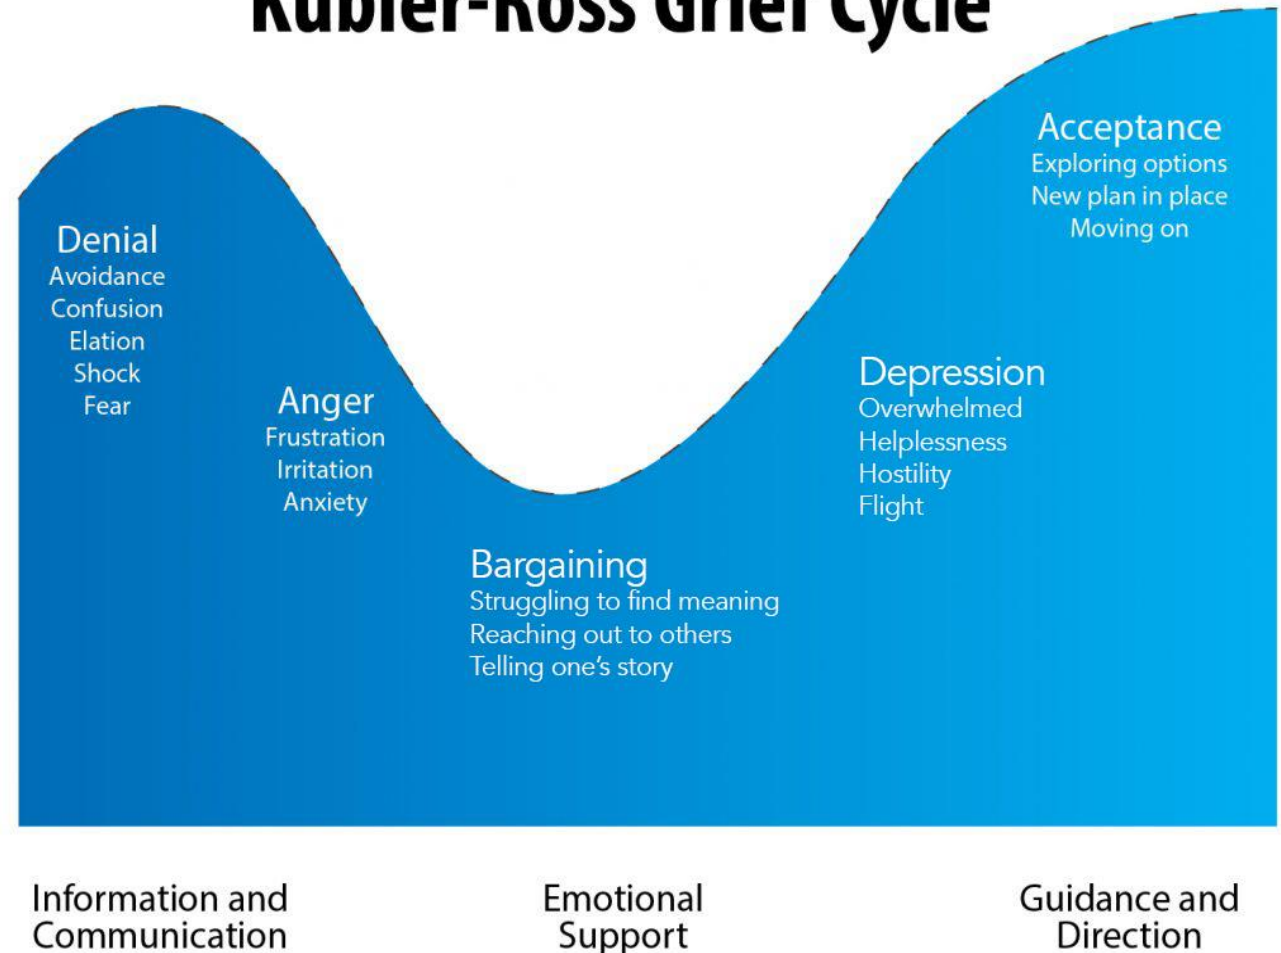 Kubler-Ross Grief Cycle
Denial
Avoidance
Confusion
Elation
Shock
Fear
Anger
Frustration
Irritation
Anxiety
Bargaining
Struggling to find meaning
Reaching out to others
Telling one's story
Depression
Overwhelmed
Helplessness
Hostility
Flight
Acceptance
Exploring options
New plan in place
Moving on
Information and
Communication
Emotional
Support
Guidance and
Direction